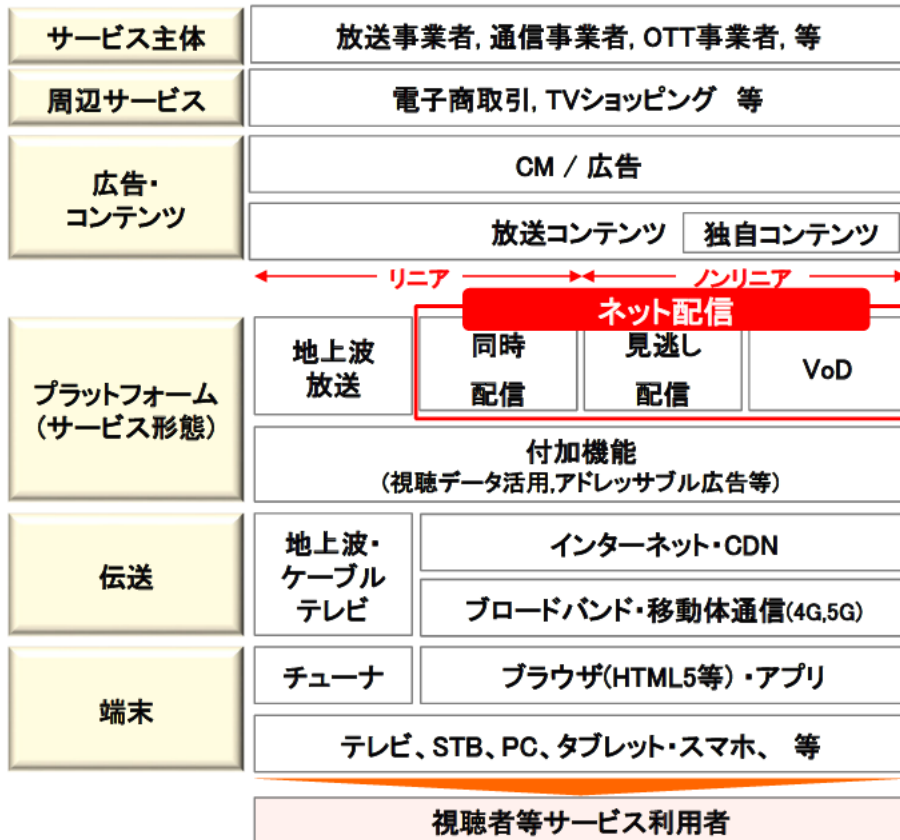 サービス主体
放送事業者, 通信事業者, OTT事業者, 等
周辺サービス
電子商取引, TVショッピング 等
広告・
コンテンツ
CM / 広告
放送コンテンツ
独自コンテンツ
リニア
ノンリニア
ネット配信
プラットフォーム
(サービス形態)
地上波
放送
同時
配信
見逃し
配信
VoD
付加機能
(視聴データ活用,アドレッサブル広告等)
伝送
地上波・
ケーブル
テレビ
インターネット・CDN
ブロードバンド・移動体通信(4G,5G)
端末
チューナ
ブラウザ(HTML5等)・アプリ
テレビ、STB、PC、タブレット・スマホ、 等
視聴者等サービス利用者